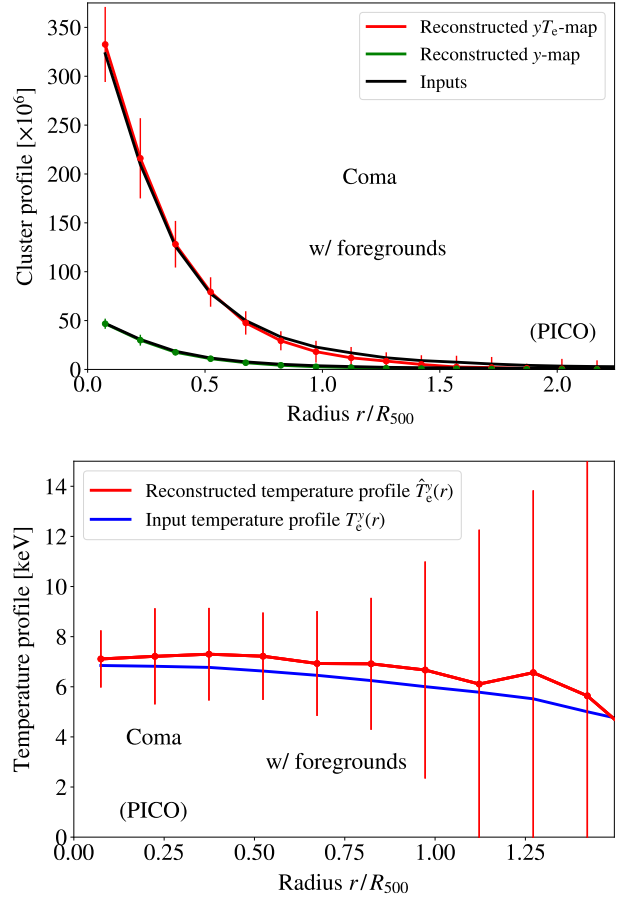 Cluster profile [×10⁶]
350
300
250
200
150
100
50
0
Reconstructed yTₑ-map
Reconstructed y-map
Inputs
Coma
w/ foregrounds
(PICO)
0.0 0.5 1.0 1.5 2.0
Radius r/R₅₀₀
Temperature profile [keV]
14
12
10
8
6
4
2
0
Reconstructed temperature profile T̂ₑʸ(r)
Input temperature profile Tₑʸ(r)
Coma
w/ foregrounds
(PICO)
0.00 0.25 0.50 0.75 1.00 1.25
Radius r/R₅₀₀